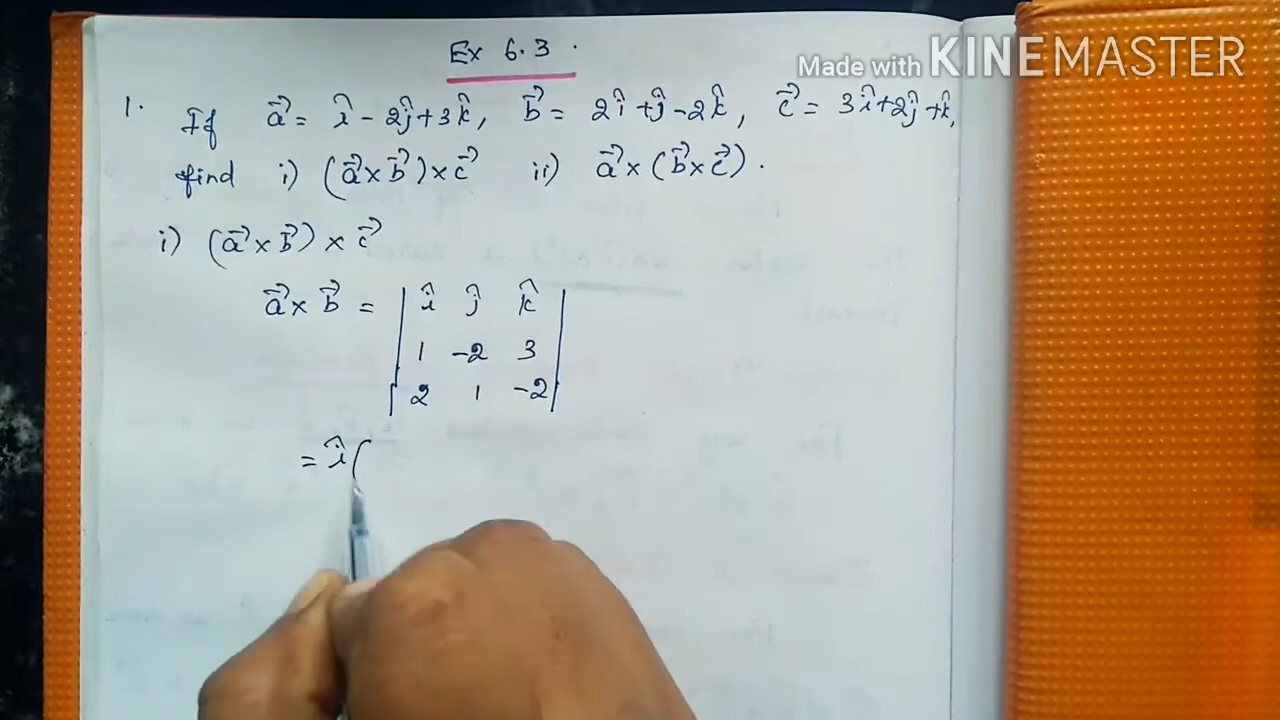 Made with KINEMASTER
Ex 6.3 .
1. If a⃗ = î - 2ĵ + 3k̂, b⃗ = 2î + ĵ - 2k̂, c⃗ = 3î + 2ĵ + k̂,
find i) (a⃗ x b⃗) x c⃗ ii) a⃗ x (b⃗ x c⃗).
i) (a⃗ x b⃗) x c⃗
a⃗ x b⃗ = | î ĵ k̂ |
| 1 -2 3 |
| 2 1 -2 |
= î (